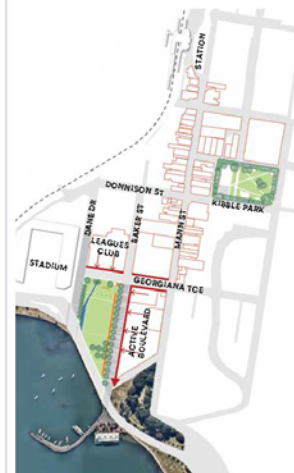 STATION
DONNISON ST
KIBBLE PARK
DANE DR
BAKER ST
MANN ST
LEAGUES
CLUB
STADIUM
GEORGIANA TCE
ACTIVE
BOULEVARD